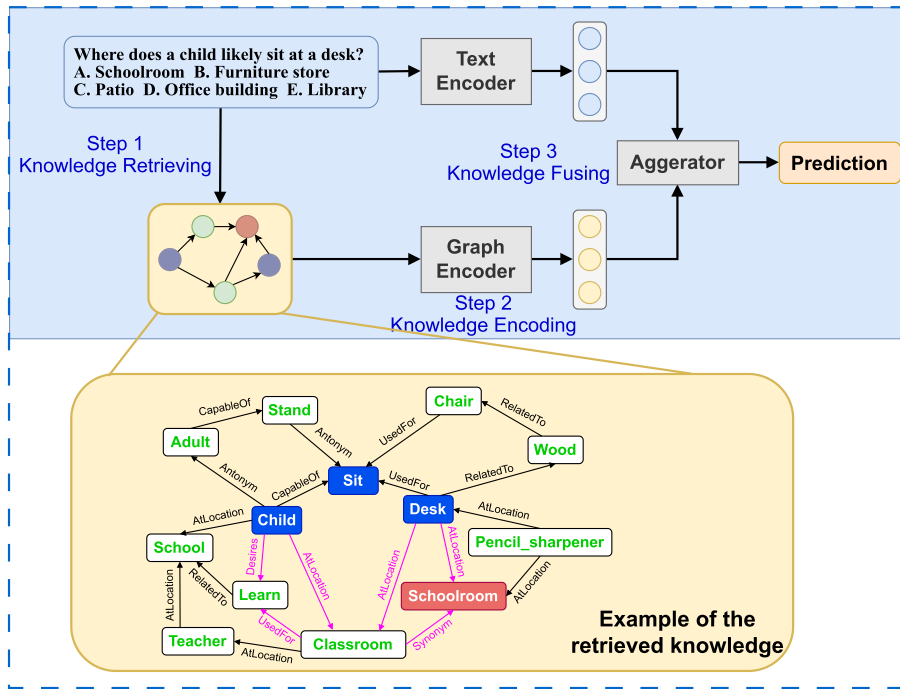 Where does a child likely sit at a desk?
A. Schoolroom  B. Furniture store
C. Patio  D. Office building  E. Library
Text
Encoder
Step 1
Knowledge Retrieving
Step 3
Knowledge Fusing
Aggerator
Prediction
Graph
Encoder
Step 2
Knowledge Encoding
Chair
RelatedTo
CapableOf
Stand
UsedFor
Adult
Antonym
Wood
Antonym
CapableOf
Sit
UsedFor
RelatedTo
AtLocation
Child
Desk
AtLocation
School
Desires
AtLocation
AtLocation
AtLocation
Pencil_sharpener
AtLocation
RelatedTo
Learn
Schoolroom
AtLocation
UsedFor
Synonym
Teacher
AtLocation
Classroom
Example of the
retrieved knowledge